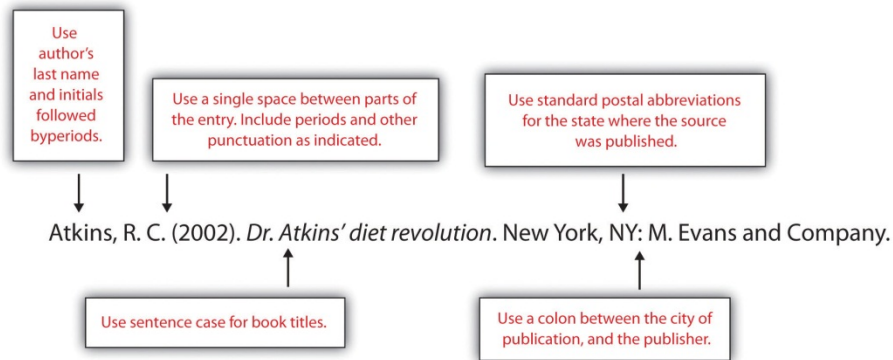 Use
author's
last name
and initials
followed
byperiods.
Use a single space between parts of
the entry. Include periods and other
punctuation as indicated.
Use standard postal abbreviations
for the state where the source
was published.
Atkins, R. C. (2002). Dr. Atkins' diet revolution. New York, NY: M. Evans and Company.
Use sentence case for book titles.
Use a colon between the city of
publication, and the publisher.